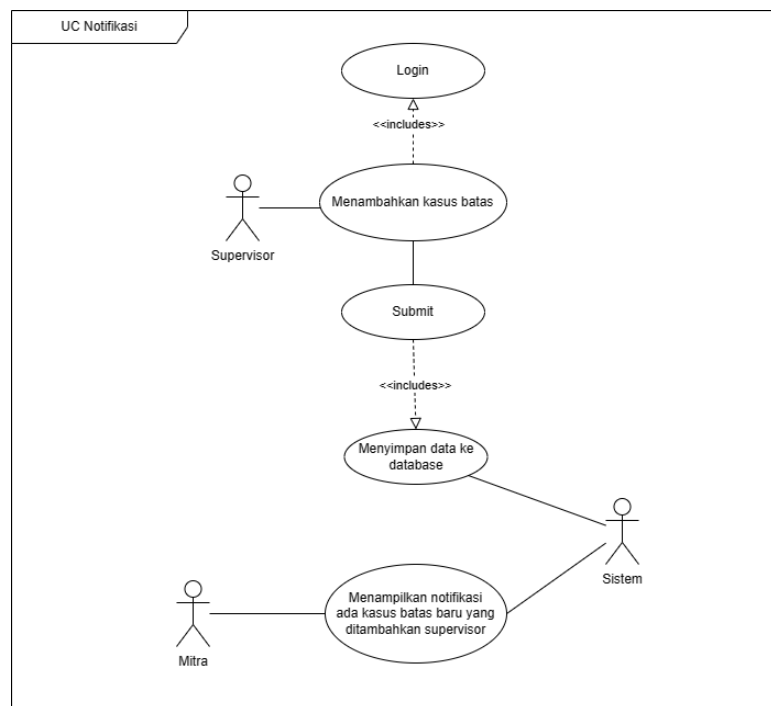 UC Notifikasi
Login
<<includes>>
Menambahkan kasus batas
Supervisor
Submit
<<includes>>
Menyimpan data ke
database
Sistem
Menampilkan notifikasi
ada kasus batas baru yang
ditambahkan supervisor
Mitra